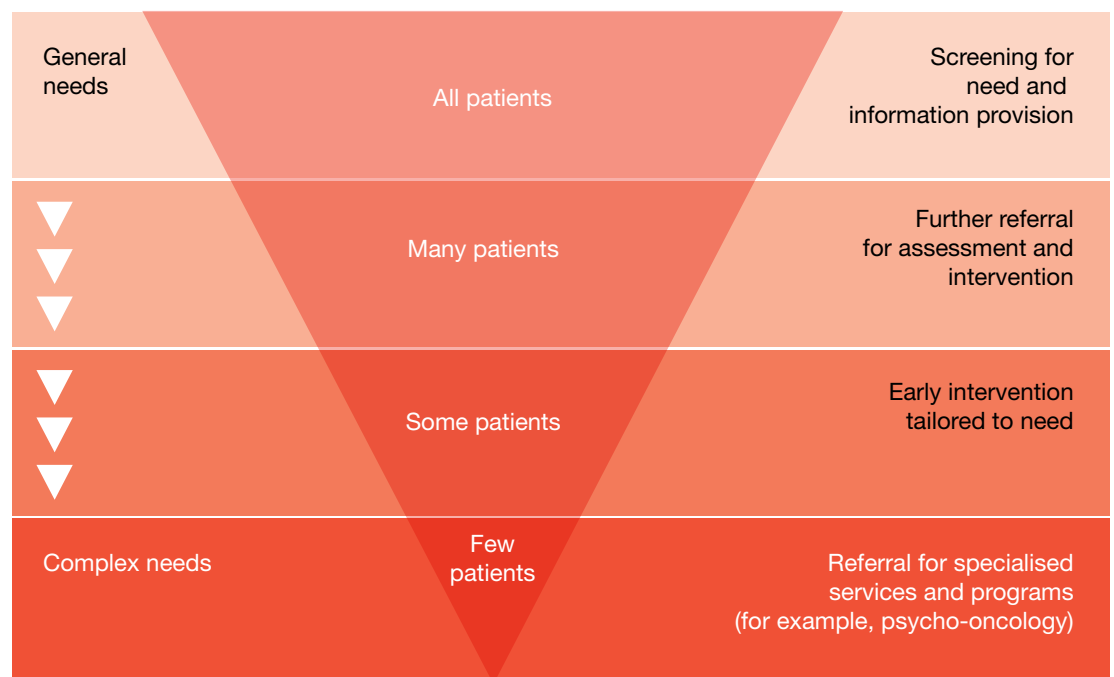 General
needs
All patients
Screening for
need and
information provision
Many patients
Further referral
for assessment and
intervention
Some patients
Early intervention
tailored to need
Complex needs
Few
patients
Referral for specialised
services and programs
(for example, psycho-oncology)